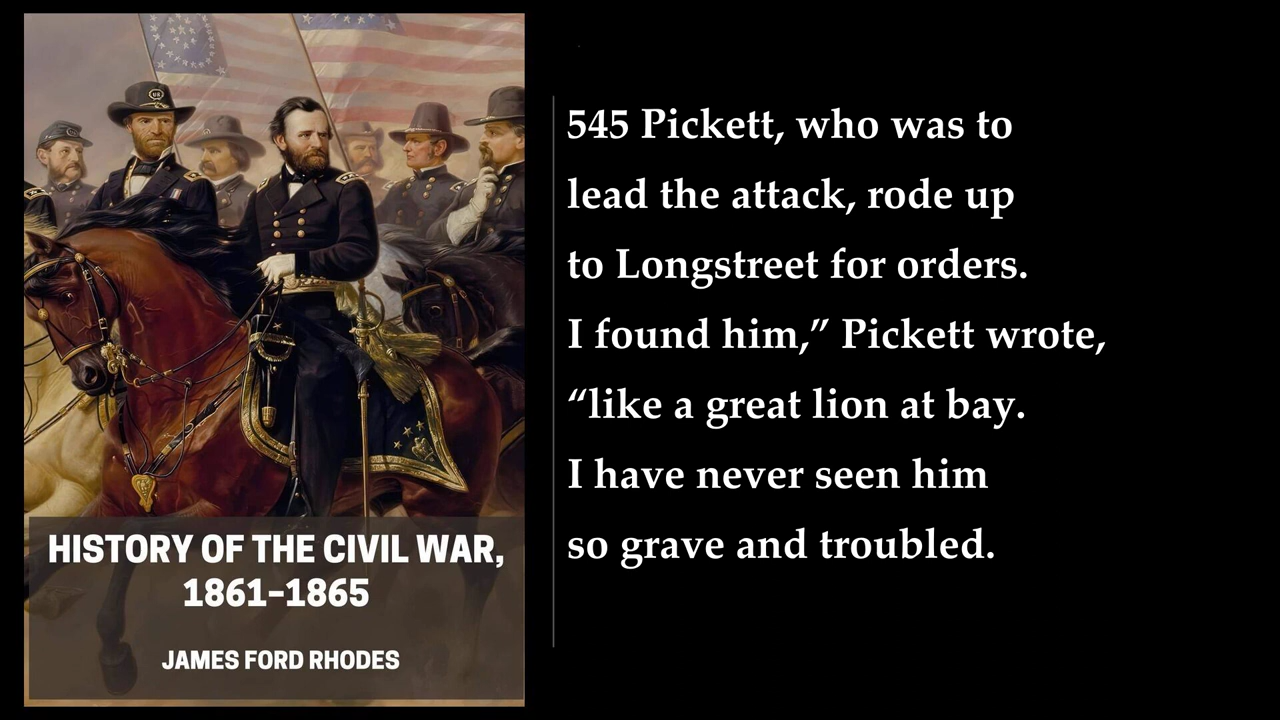 HISTORY OF THE CIVIL WAR,
1861–1865
JAMES FORD RHODES
545 Pickett, who was to
lead the attack, rode up
to Longstreet for orders.
I found him,” Pickett wrote,
“like a great lion at bay.
I have never seen him
so grave and troubled.